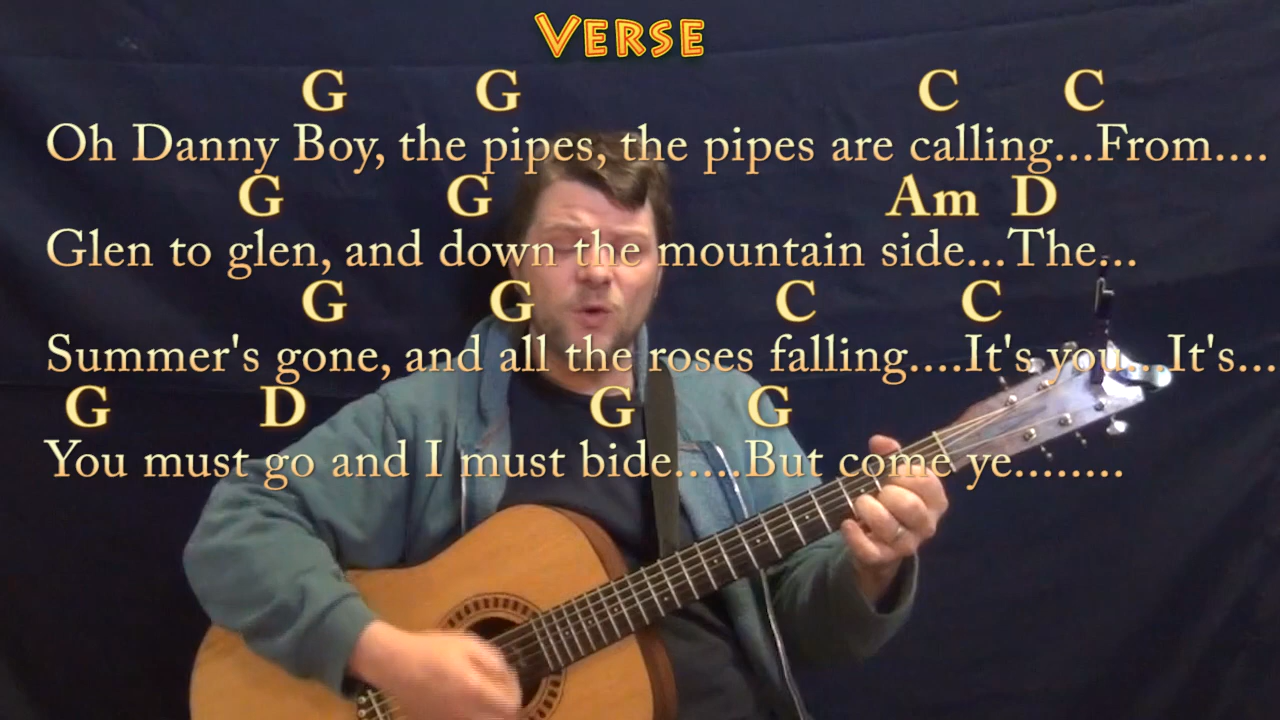 VERSE
G G C C
Oh Danny Boy, the pipes, the pipes are calling...From....
G G Am D
Glen to glen, and down the mountain side...The...
G G C C
Summer's gone, and all the roses falling....It's you...It's...
G D G G
You must go and I must bide.....But come ye........